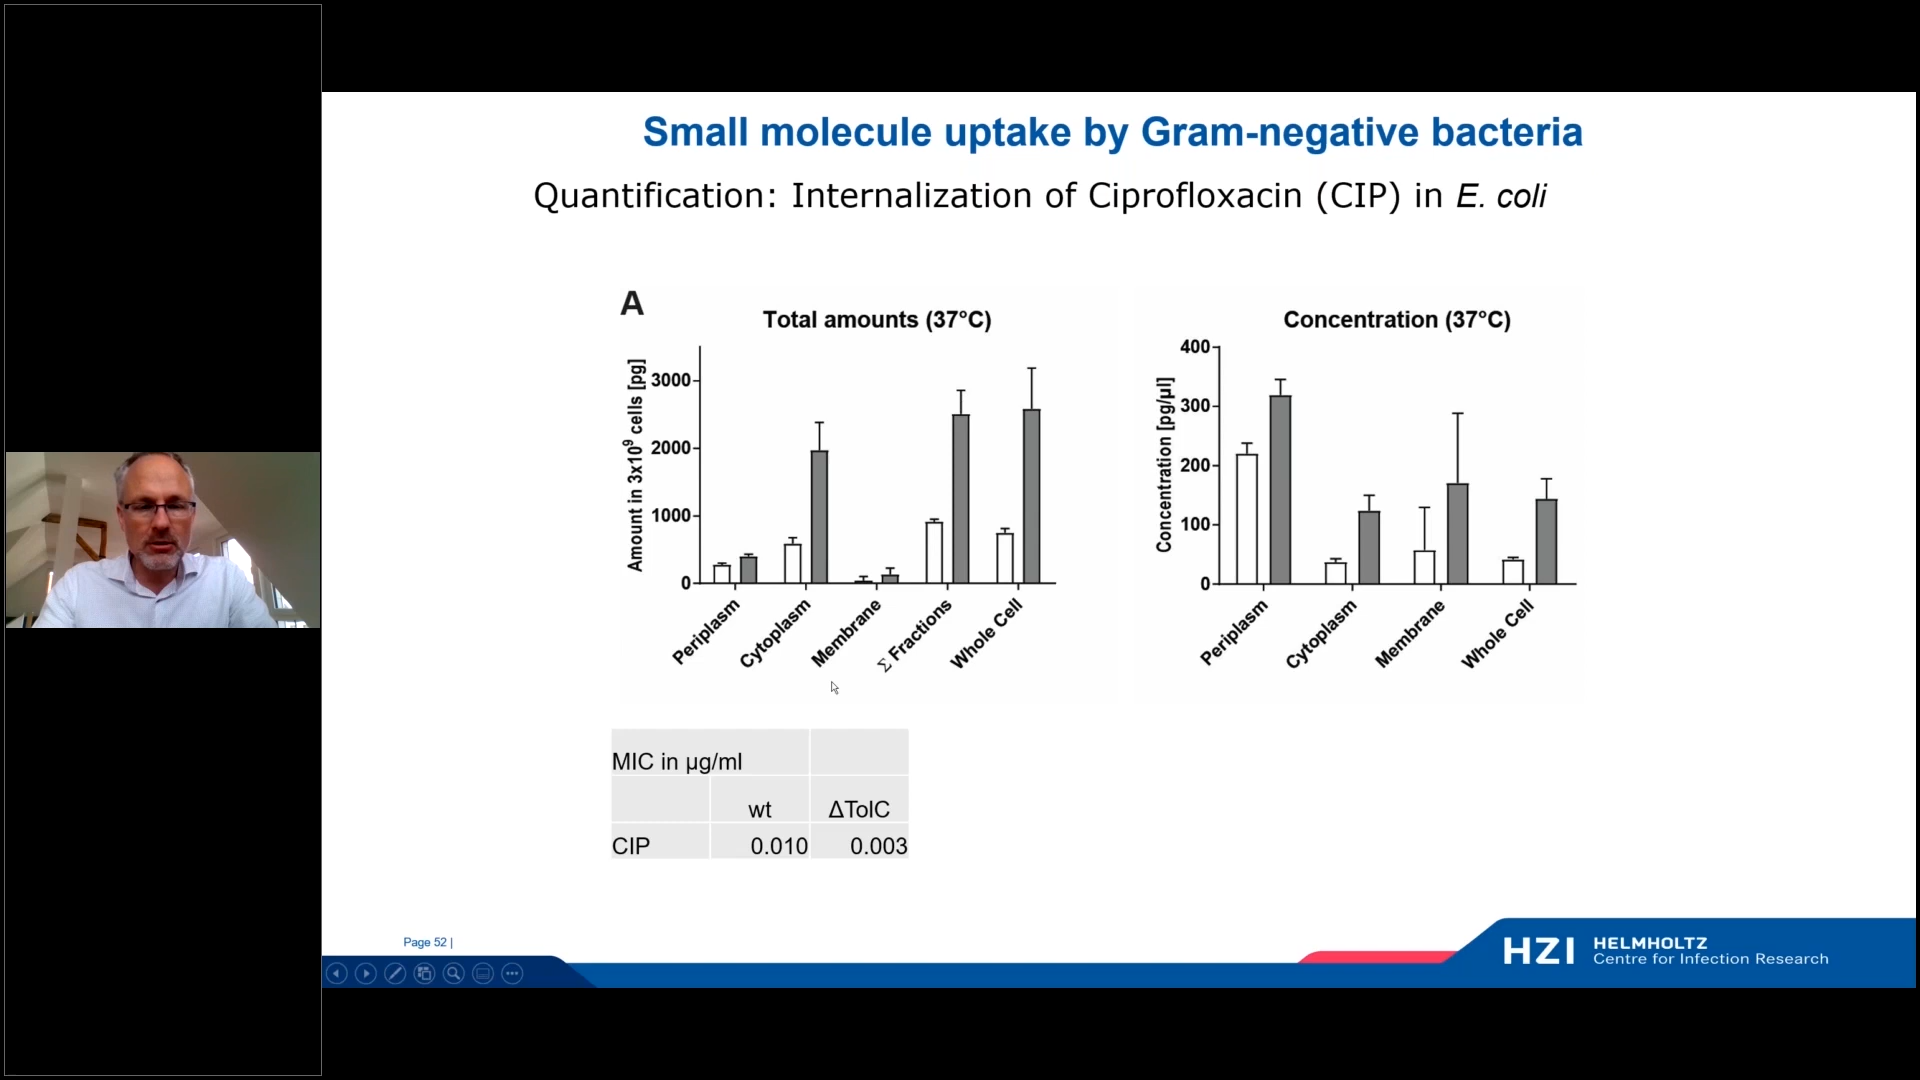 Small molecule uptake by Gram-negative bacteria
Quantification: Internalization of Ciprofloxacin (CIP) in E. coli
A
Total amounts (37°C)
Amount in 3x10⁹ cells [pg]
3000
2000
1000
0
Periplasm
Cytoplasm
Membrane
∑ Fractions
Whole Cell
Concentration (37°C)
Concentration [pg/µl]
400
300
200
100
0
Periplasm
Cytoplasm
Membrane
Whole Cell
MIC in µg/ml
wt ΔTolC
CIP 0.010 0.003
Page 52 |
HZI HELMHOLTZ
Centre for Infection Research